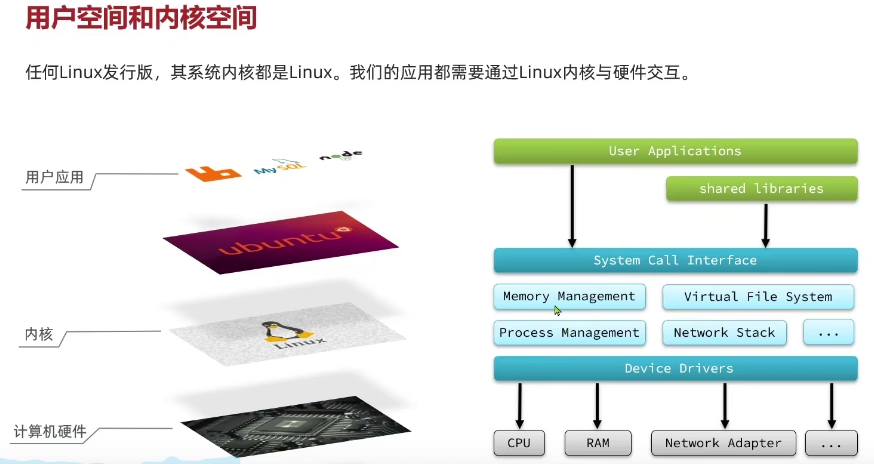 用户空间和内核空间
任何Linux发行版，其系统内核都是Linux。我们的应用都需要通过Linux内核与硬件交互。
用户应用
MySQL
node
ubuntu
内核
Linux
计算机硬件
User Applications
shared libraries
System Call Interface
Memory Management
Virtual File System
Process Management
Network Stack
...
Device Drivers
CPU
RAM
Network Adapter
...